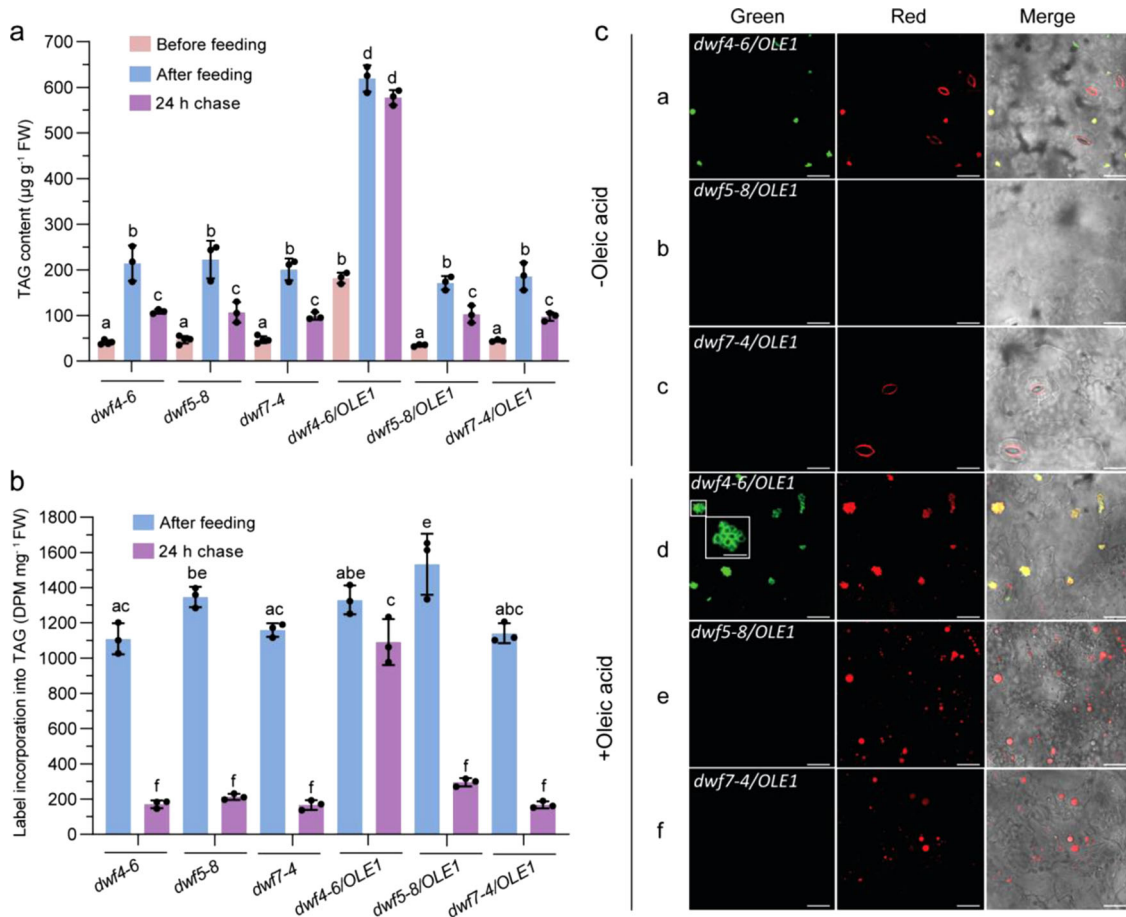 a
Before feeding
After feeding
24 h chase
TAG content (µg g⁻¹ FW)
700
600
500
400
300
200
100
50
0
a b c
a b c
a b c
b d d
a b c
a b c
dwf4-6
dwf5-8
dwf7-4
dwf4-6/OLE1
dwf5-8/OLE1
dwf7-4/OLE1
b
After feeding
24 h chase
Label incorporation into TAG (DPM mg⁻¹ FW)
1800
1600
1400
1200
1000
800
600
400
200
0
ac f
be f
ac f
abe c
e f
abc f
dwf4-6
dwf5-8
dwf7-4
dwf4-6/OLE1
dwf5-8/OLE1
dwf7-4/OLE1
c
Green Red Merge
-Oleic acid
a
dwf4-6/OLE1
b
dwf5-8/OLE1
c
dwf7-4/OLE1
+Oleic acid
d
dwf4-6/OLE1
e
dwf5-8/OLE1
f
dwf7-4/OLE1